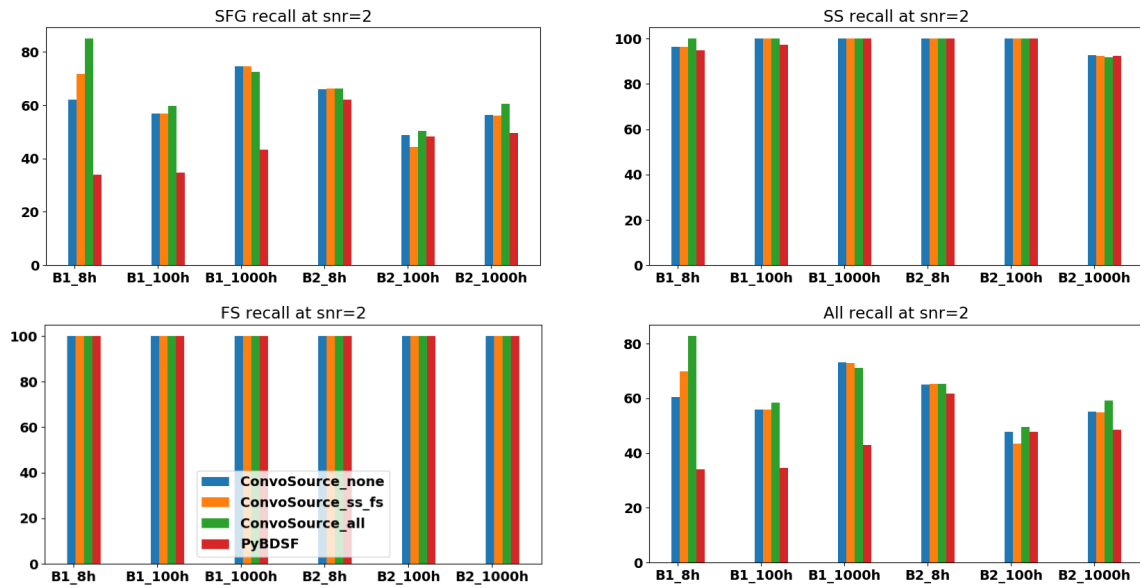 SFG recall at snr=2
80
60
40
20
0
B1_8h B1_100h B1_1000h B2_8h B2_100h B2_1000h
SS recall at snr=2
100
80
60
40
20
0
B1_8h B1_100h B1_1000h B2_8h B2_100h B2_1000h
FS recall at snr=2
100
80
60
40
20
0
ConvoSource_none
ConvoSource_ss_fs
ConvoSource_all
PyBDSF
B1_8h B1_100h B1_1000h B2_8h B2_100h B2_1000h
All recall at snr=2
80
60
40
20
0
B1_8h B1_100h B1_1000h B2_8h B2_100h B2_1000h